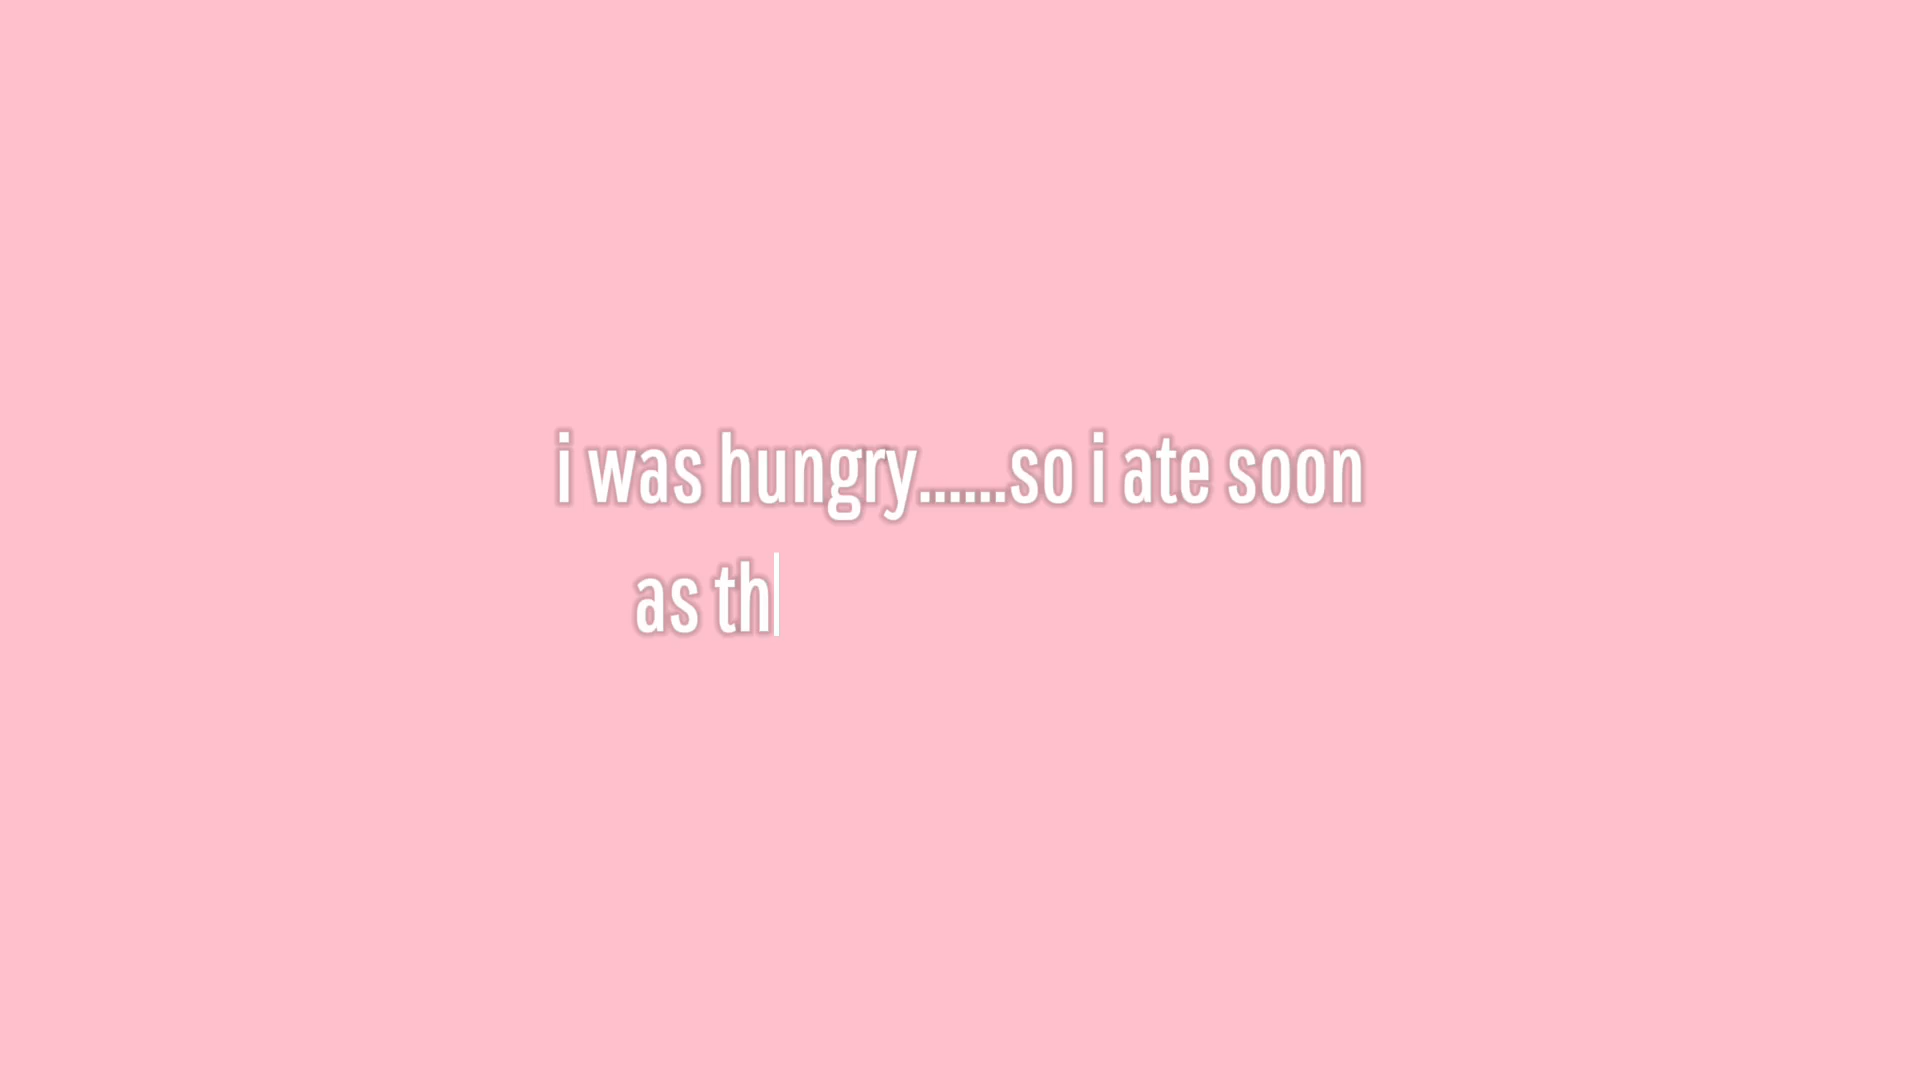 i was hungry......so i ate soon
as th